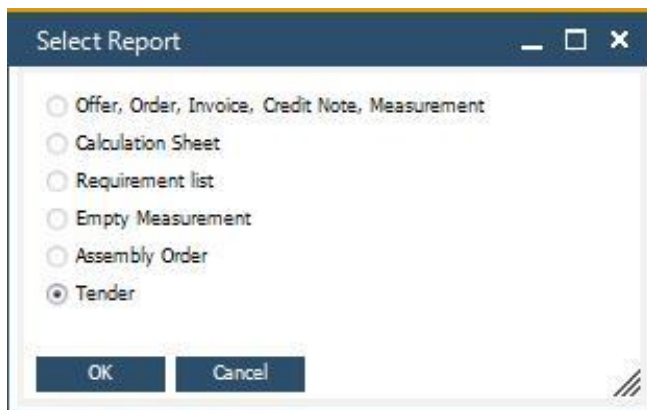 Select Report
Offer, Order, Invoice, Credit Note, Measurement
Calculation Sheet
Requirement list
Empty Measurement
Assembly Order
Tender
OK Cancel